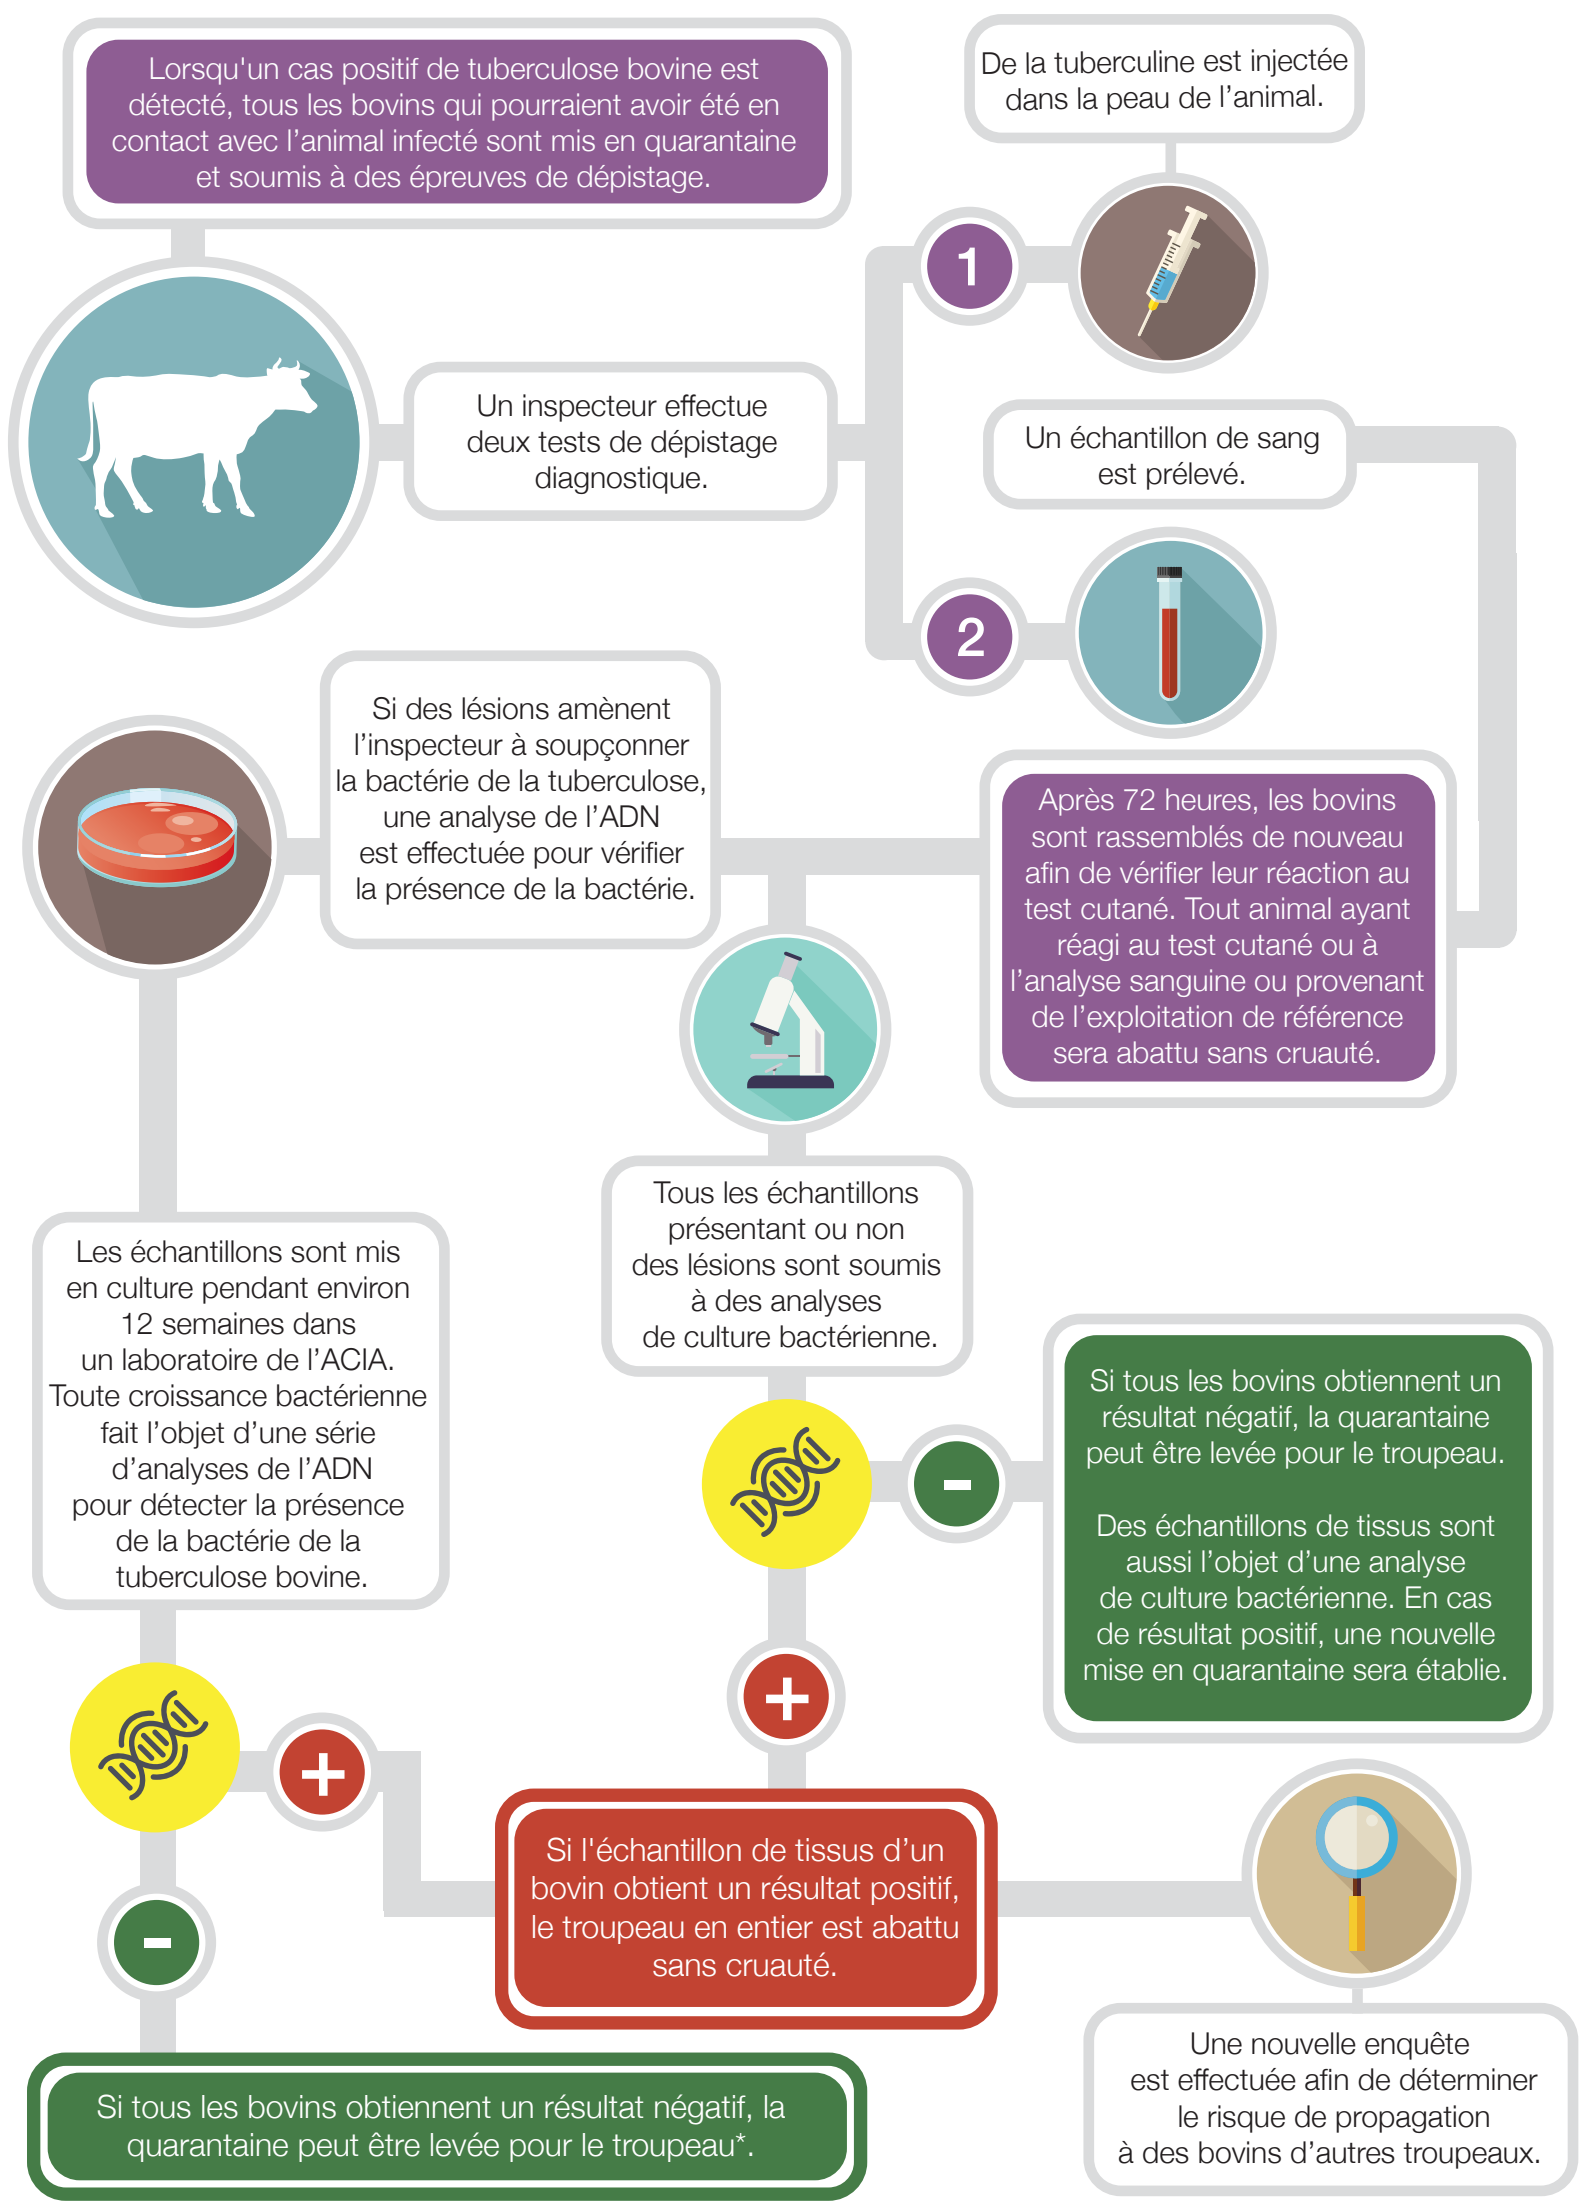 Lorsqu'un cas positif de tuberculose bovine est
détecté, tous les bovins qui pourraient avoir été en
contact avec l’animal infecté sont mis en quarantaine
et soumis à des épreuves de dépistage.
Un inspecteur effectue
deux tests de dépistage
diagnostique.
1
De la tuberculine est injectée
dans la peau de l’animal.
2
Un échantillon de sang
est prélevé.
Après 72 heures, les bovins
sont rassemblés de nouveau
afin de vérifier leur réaction au
test cutané. Tout animal ayant
réagi au test cutané ou à
l’analyse sanguine ou provenant
de l’exploitation de référence
sera abattu sans cruauté.
Si des lésions amènent
l’inspecteur à soupçonner
la bactérie de la tuberculose,
une analyse de l’ADN
est effectuée pour vérifier
la présence de la bactérie.
Tous les échantillons
présentant ou non
des lésions sont soumis
à des analyses
de culture bactérienne.
-
Si tous les bovins obtiennent un
résultat négatif, la quarantaine
peut être levée pour le troupeau.
Des échantillons de tissus sont
aussi l’objet d’une analyse
de culture bactérienne. En cas
de résultat positif, une nouvelle
mise en quarantaine sera établie.
+
Les échantillons sont mis
en culture pendant environ
12 semaines dans
un laboratoire de l’ACIA.
Toute croissance bactérienne
fait l’objet d’une série
d’analyses de l’ADN
pour détecter la présence
de la bactérie de la
tuberculose bovine.
+
Si l'échantillon de tissus d’un
bovin obtient un résultat positif,
le troupeau en entier est abattu
sans cruauté.
-
Si tous les bovins obtiennent un résultat négatif, la
quarantaine peut être levée pour le troupeau*.
Une nouvelle enquête
est effectuée afin de déterminer
le risque de propagation
à des bovins d’autres troupeaux.